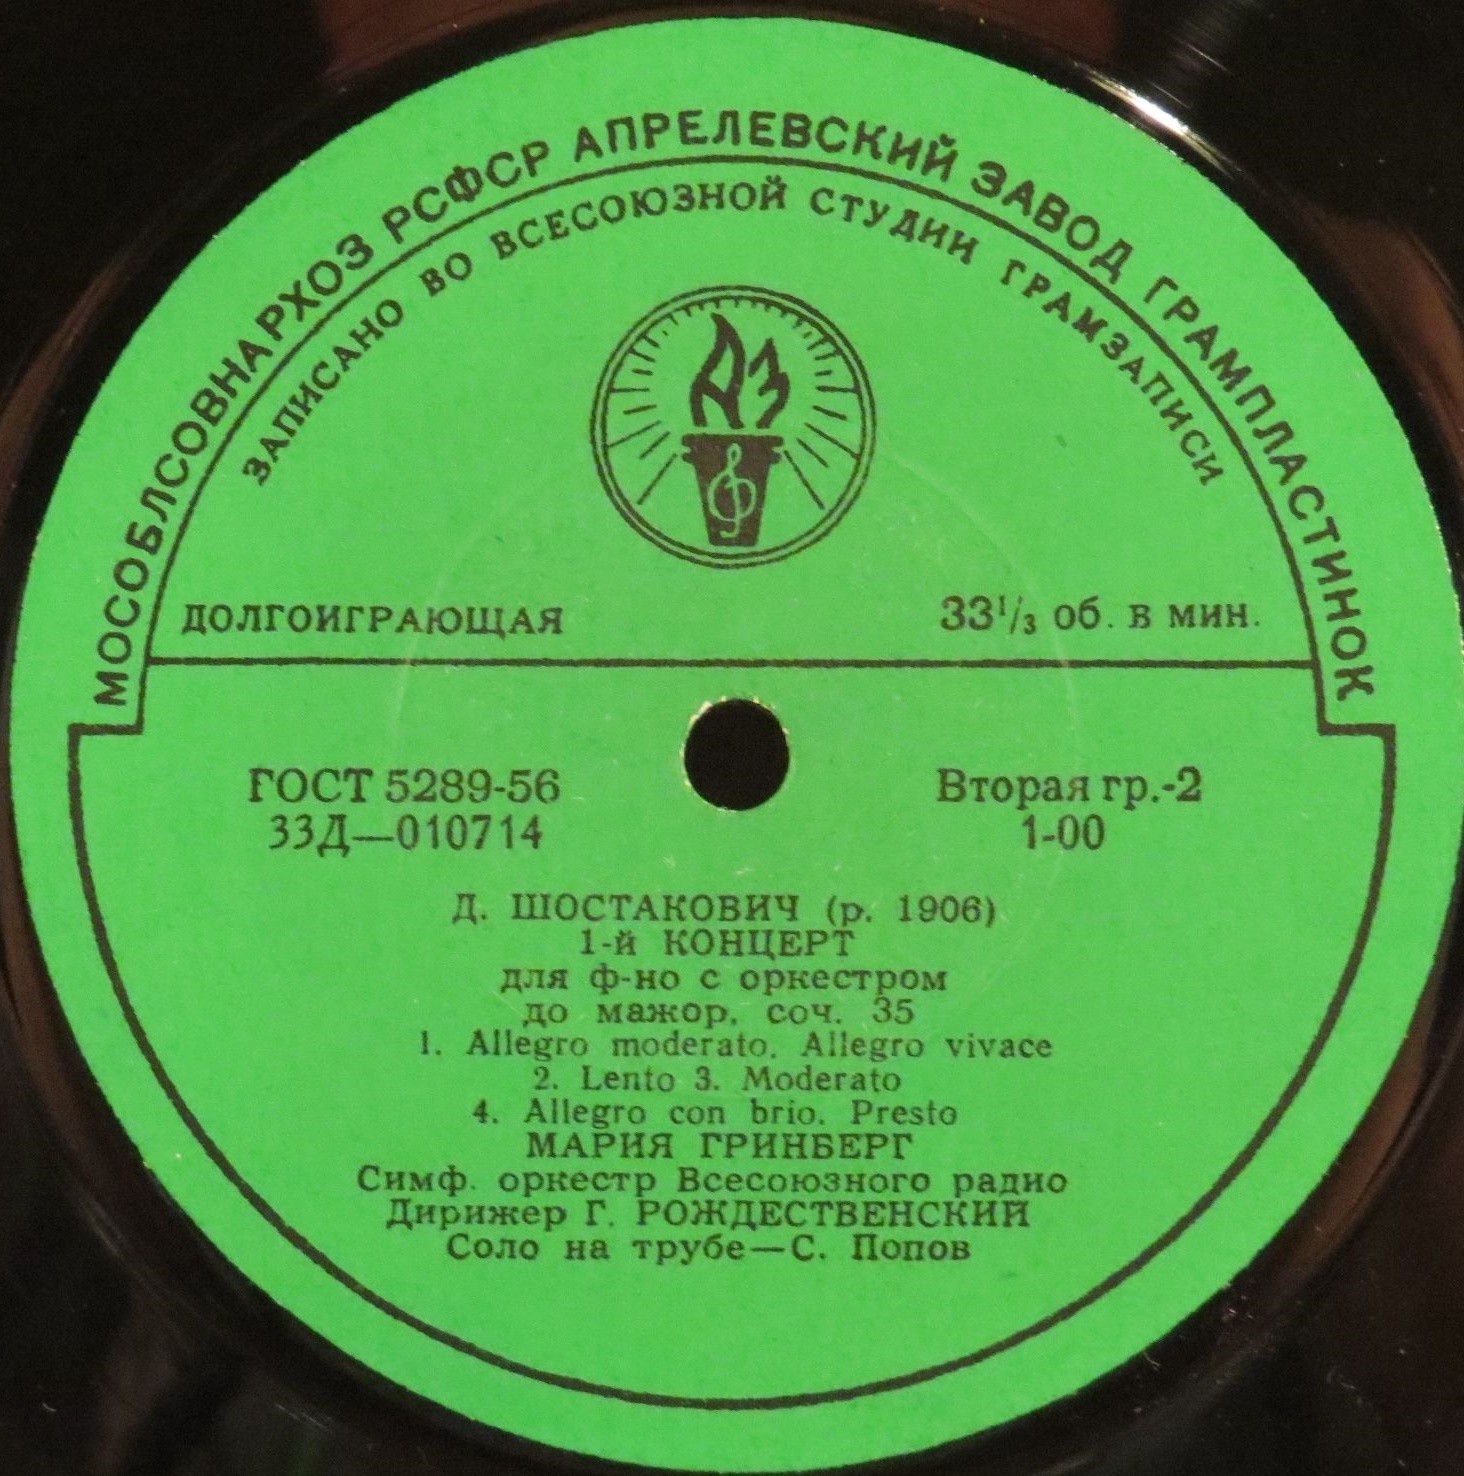 МОСОБЛСОВНАРХОЗ РСФСР АПРЕЛЕВСКИЙ ЗАВОД ГРАМПЛАСТИНОК
ЗАПИСАНО ВО ВСЕСОЮЗНОЙ СТУДИИ ГРАМЗАПИСИ
АЗ
ДОЛГОИГРАЮЩАЯ 33 1/3 об. в мин.
ГОСТ 5289-56 Вторая гр.-2
33Д—010714 1-00
Д. ШОСТАКОВИЧ (р. 1906)
1-й КОНЦЕРТ
для ф-но с оркестром
до мажор, соч. 35
1. Allegro moderato. Allegro vivace
2. Lento 3. Moderato
4. Allegro con brio. Presto
МАРИЯ ГРИНБЕРГ
Симф. оркестр Всесоюзного радио
Дирижер Г. РОЖДЕСТВЕНСКИЙ
Соло на трубе—С. Попов